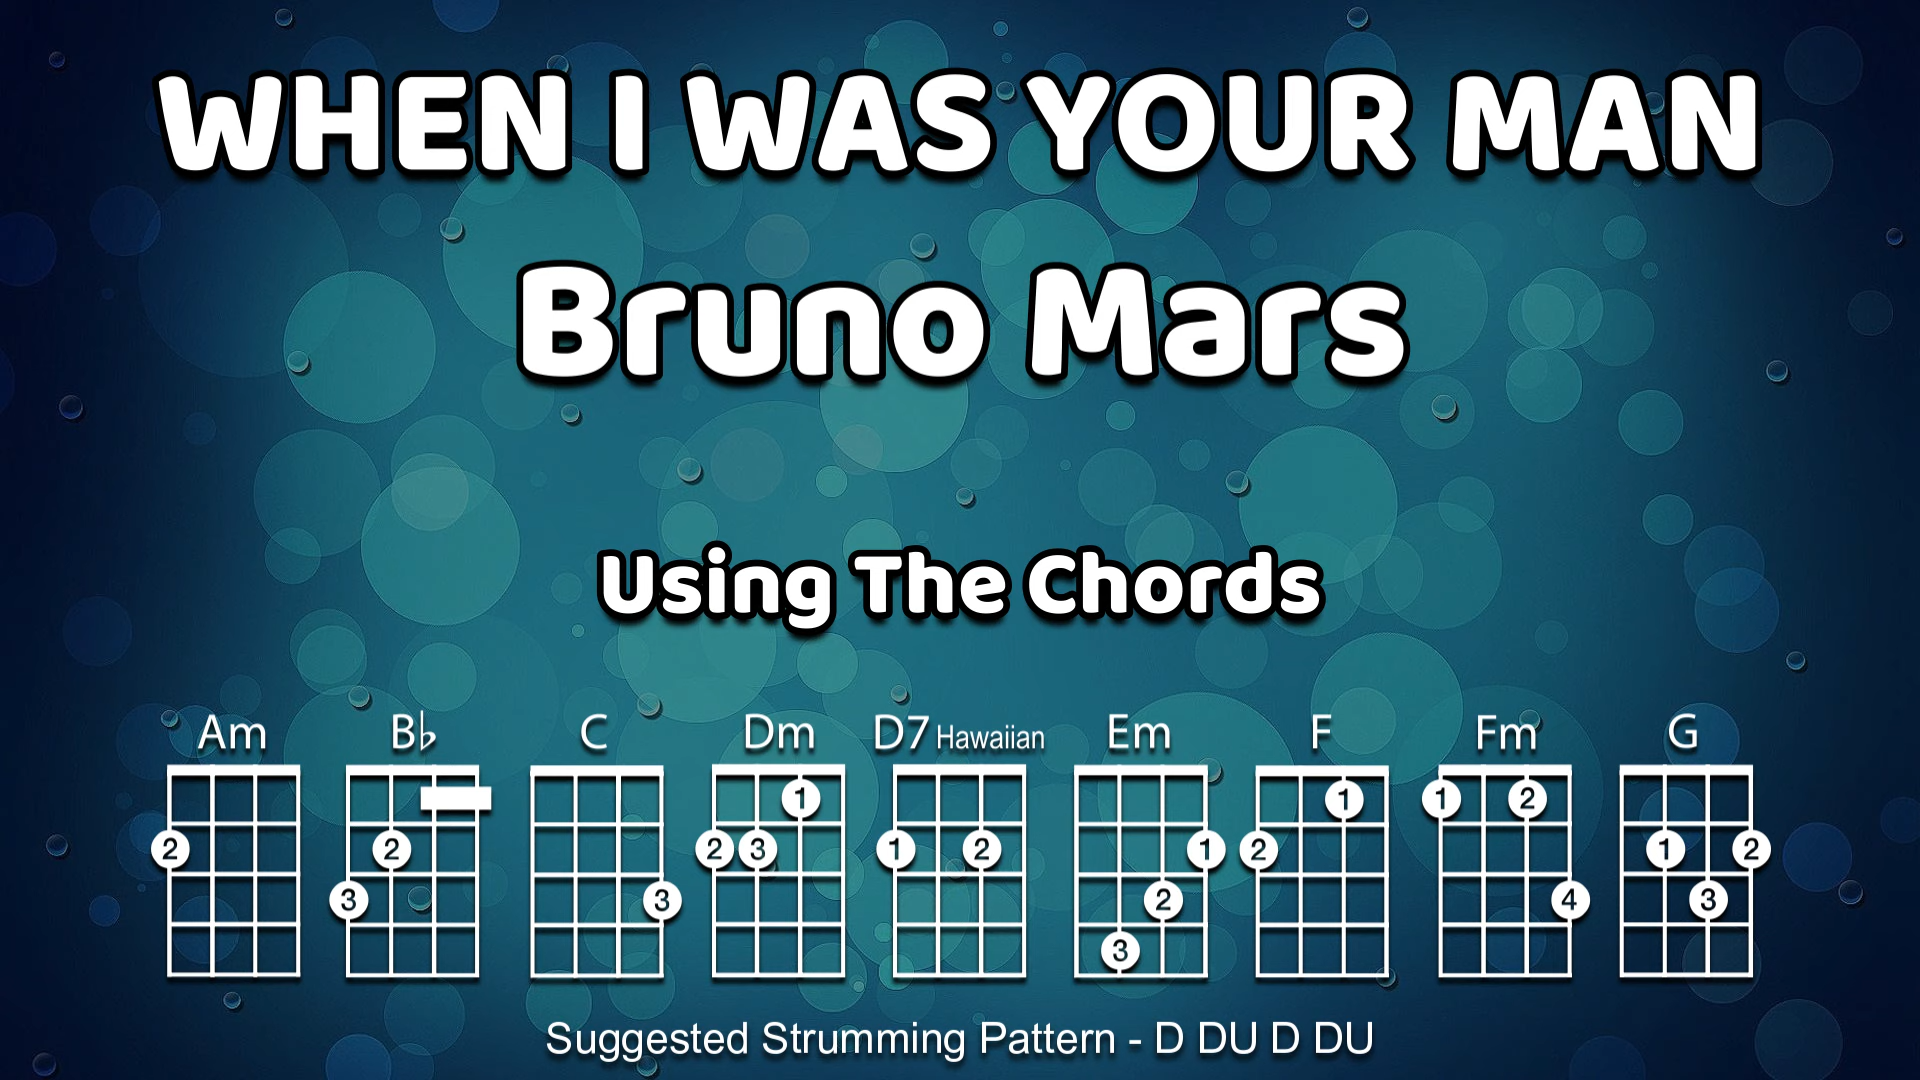 WHEN I WAS YOUR MAN
Bruno Mars
Using The Chords
Am B♭ C Dm D7 Hawaiian Em F Fm G
1 1 1 2
2 2 2 3 1 2 1 2 1 2
3 3 2 4 3
3
Suggested Strumming Pattern - D DU D DU